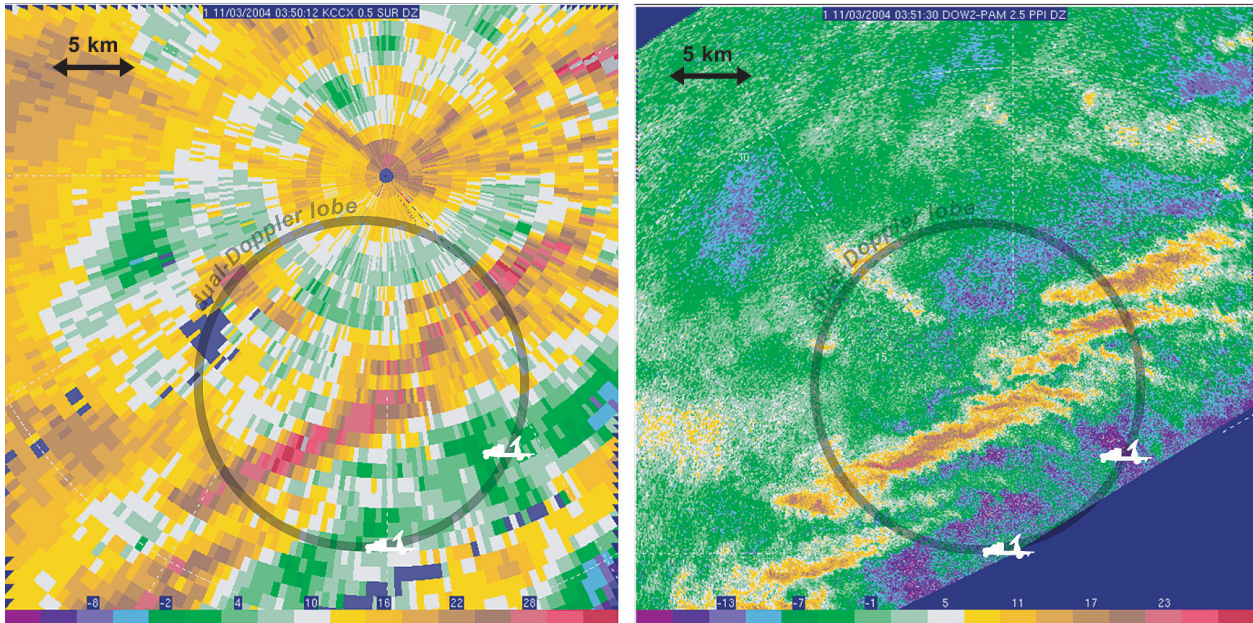 1 11/03/2004 03:50:12 KCCX 0.5 SUR DZ
5 km
dual-Doppler lobe
-8 -2 4 10 16 22 28
1 11/03/2004 03:51:30 DOW2-PAM 2.5 PPI DZ
5 km
30
dual-Doppler lobe
15
-13 -7 -1 5 11 17 23